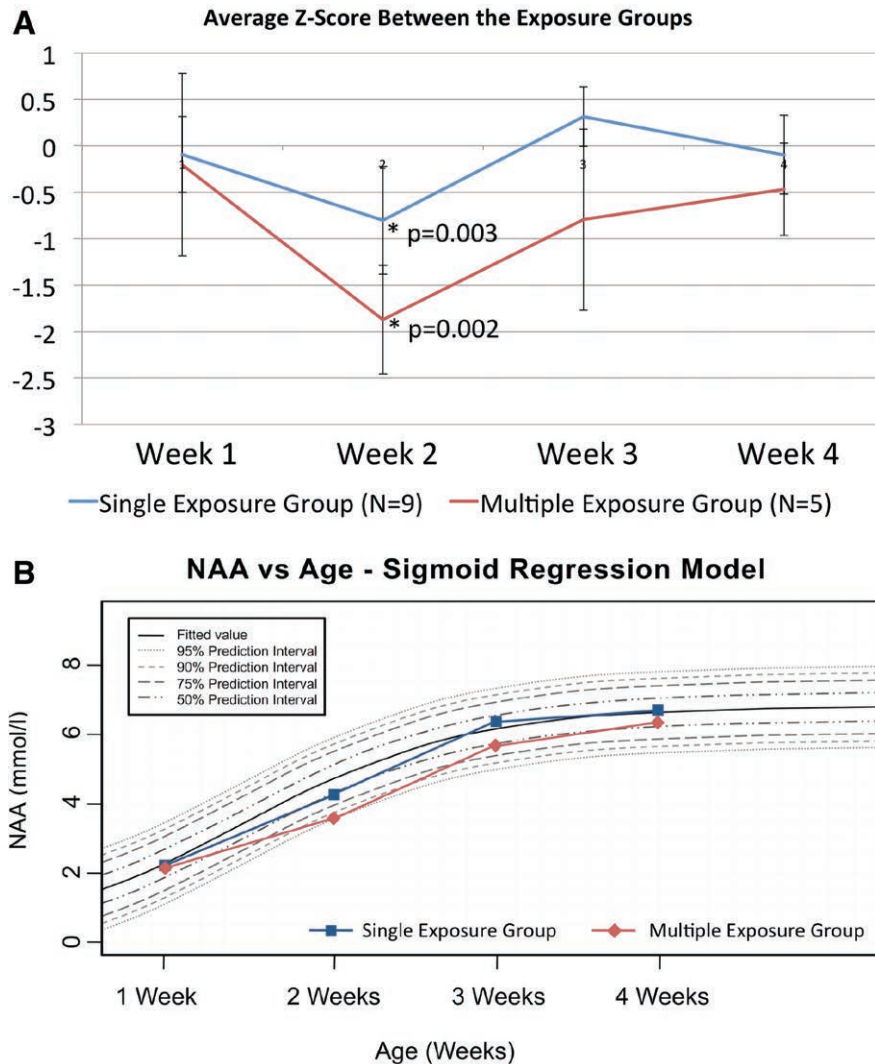 A
Average Z-Score Between the Exposure Groups
1
0.5
0
-0.5
-1
-1.5
-2
-2.5
-3
1
2
3
4
* p=0.003
* p=0.002
Week 1 Week 2 Week 3 Week 4
Single Exposure Group (N=9) Multiple Exposure Group (N=5)
B
NAA vs Age - Sigmoid Regression Model
Fitted value
95% Prediction Interval
90% Prediction Interval
75% Prediction Interval
50% Prediction Interval
NAA (mmol/l)
8
6
4
2
0
Single Exposure Group Multiple Exposure Group
1 Week 2 Weeks 3 Weeks 4 Weeks
Age (Weeks)